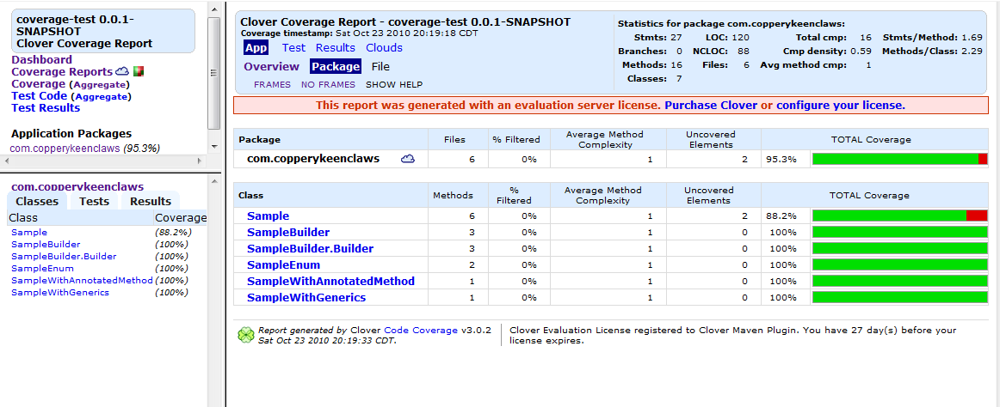 coverage-test 0.0.1-
SNAPSHOT
Clover Coverage Report
Dashboard
Coverage Reports
Coverage (Aggregate)
Test Code (Aggregate)
Test Results
Application Packages
com.copperykeenclaws (95.3%)
com.copperykeenclaws
Classes Tests Results
Class Coverage
Sample (88.2%)
SampleBuilder (100%)
SampleBuilder.Builder (100%)
SampleEnum (100%)
SampleWithAnnotatedMethod (100%)
SampleWithGenerics (100%)
Clover Coverage Report - coverage-test 0.0.1-SNAPSHOT
Coverage timestamp: Sat Oct 23 2010 20:19:18 CDT
App Test Results Clouds
Overview Package File
FRAMES NO FRAMES SHOW HELP
Statistics for package com.copperykeenclaws:
Stmts: 27 LOC: 120 Total cmp: 16 Stmts/Method: 1.69
Branches: 0 NCLOC: 88 Cmp density: 0.59 Methods/Class: 2.29
Methods: 16 Files: 6 Avg method cmp: 1
Classes: 7
This report was generated with an evaluation server license. Purchase Clover or configure your license.
Package Files % Filtered Average Method Complexity Uncovered Elements TOTAL Coverage
com.copperykeenclaws 6 0% 1 2 95.3%
Class Methods % Filtered Average Method Complexity Uncovered Elements TOTAL Coverage
Sample 6 0% 1 2 88.2%
SampleBuilder 3 0% 1 0 100%
SampleBuilder.Builder 3 0% 1 0 100%
SampleEnum 2 0% 1 0 100%
SampleWithAnnotatedMethod 1 0% 1 0 100%
SampleWithGenerics 1 0% 1 0 100%
Report generated by Clover Code Coverage v3.0.2
Sat Oct 23 2010 20:19:33 CDT.
Clover Evaluation License registered to Clover Maven Plugin. You have 27 day(s) before your
license expires.